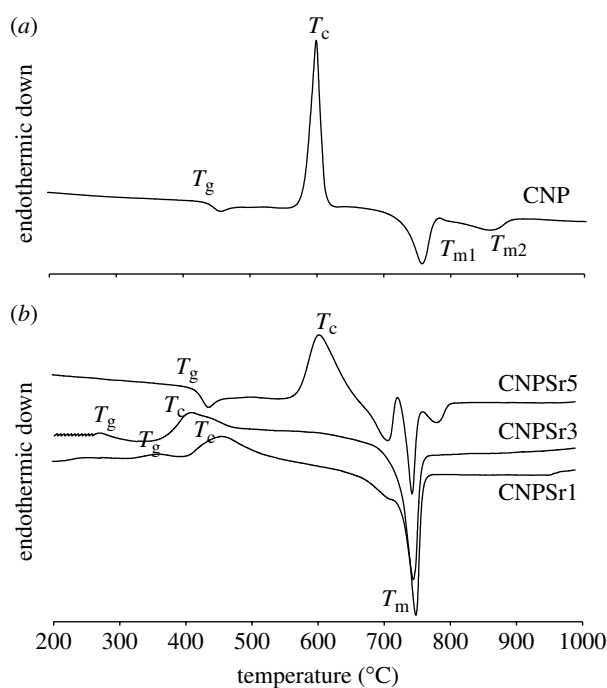 (a)
endothermic down
Tc
Tg
CNP
Tm1
Tm2
(b)
endothermic down
Tc
Tg
CNPSr5
Tc
Tg
CNPSr3
Tg
Tc
CNPSr1
Tm
200 300 400 500 600 700 800 900 1000
temperature (°C)